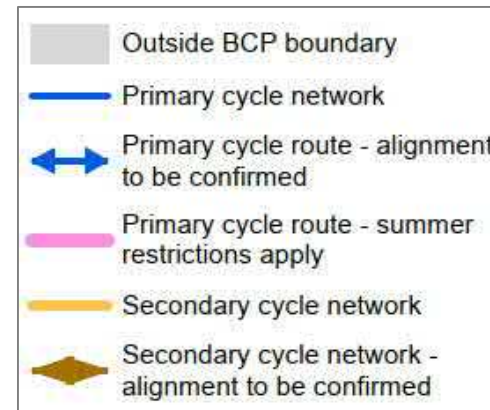 Outside BCP boundary
Primary cycle network
Primary cycle route - alignment
to be confirmed
Primary cycle route - summer
restrictions apply
Secondary cycle network
Secondary cycle network -
alignment to be confirmed